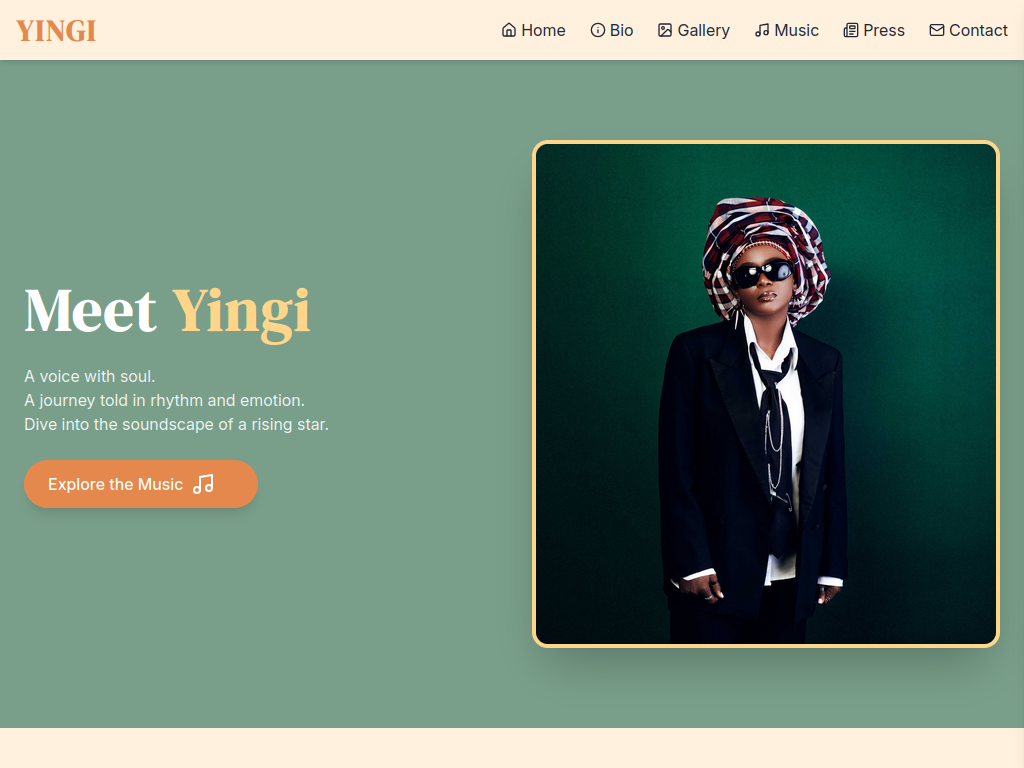 YINGI
Home
Bio
Gallery
Music
Press
Contact
Meet Yingi
A voice with soul.
A journey told in rhythm and emotion.
Dive into the soundscape of a rising star.
Explore the Music